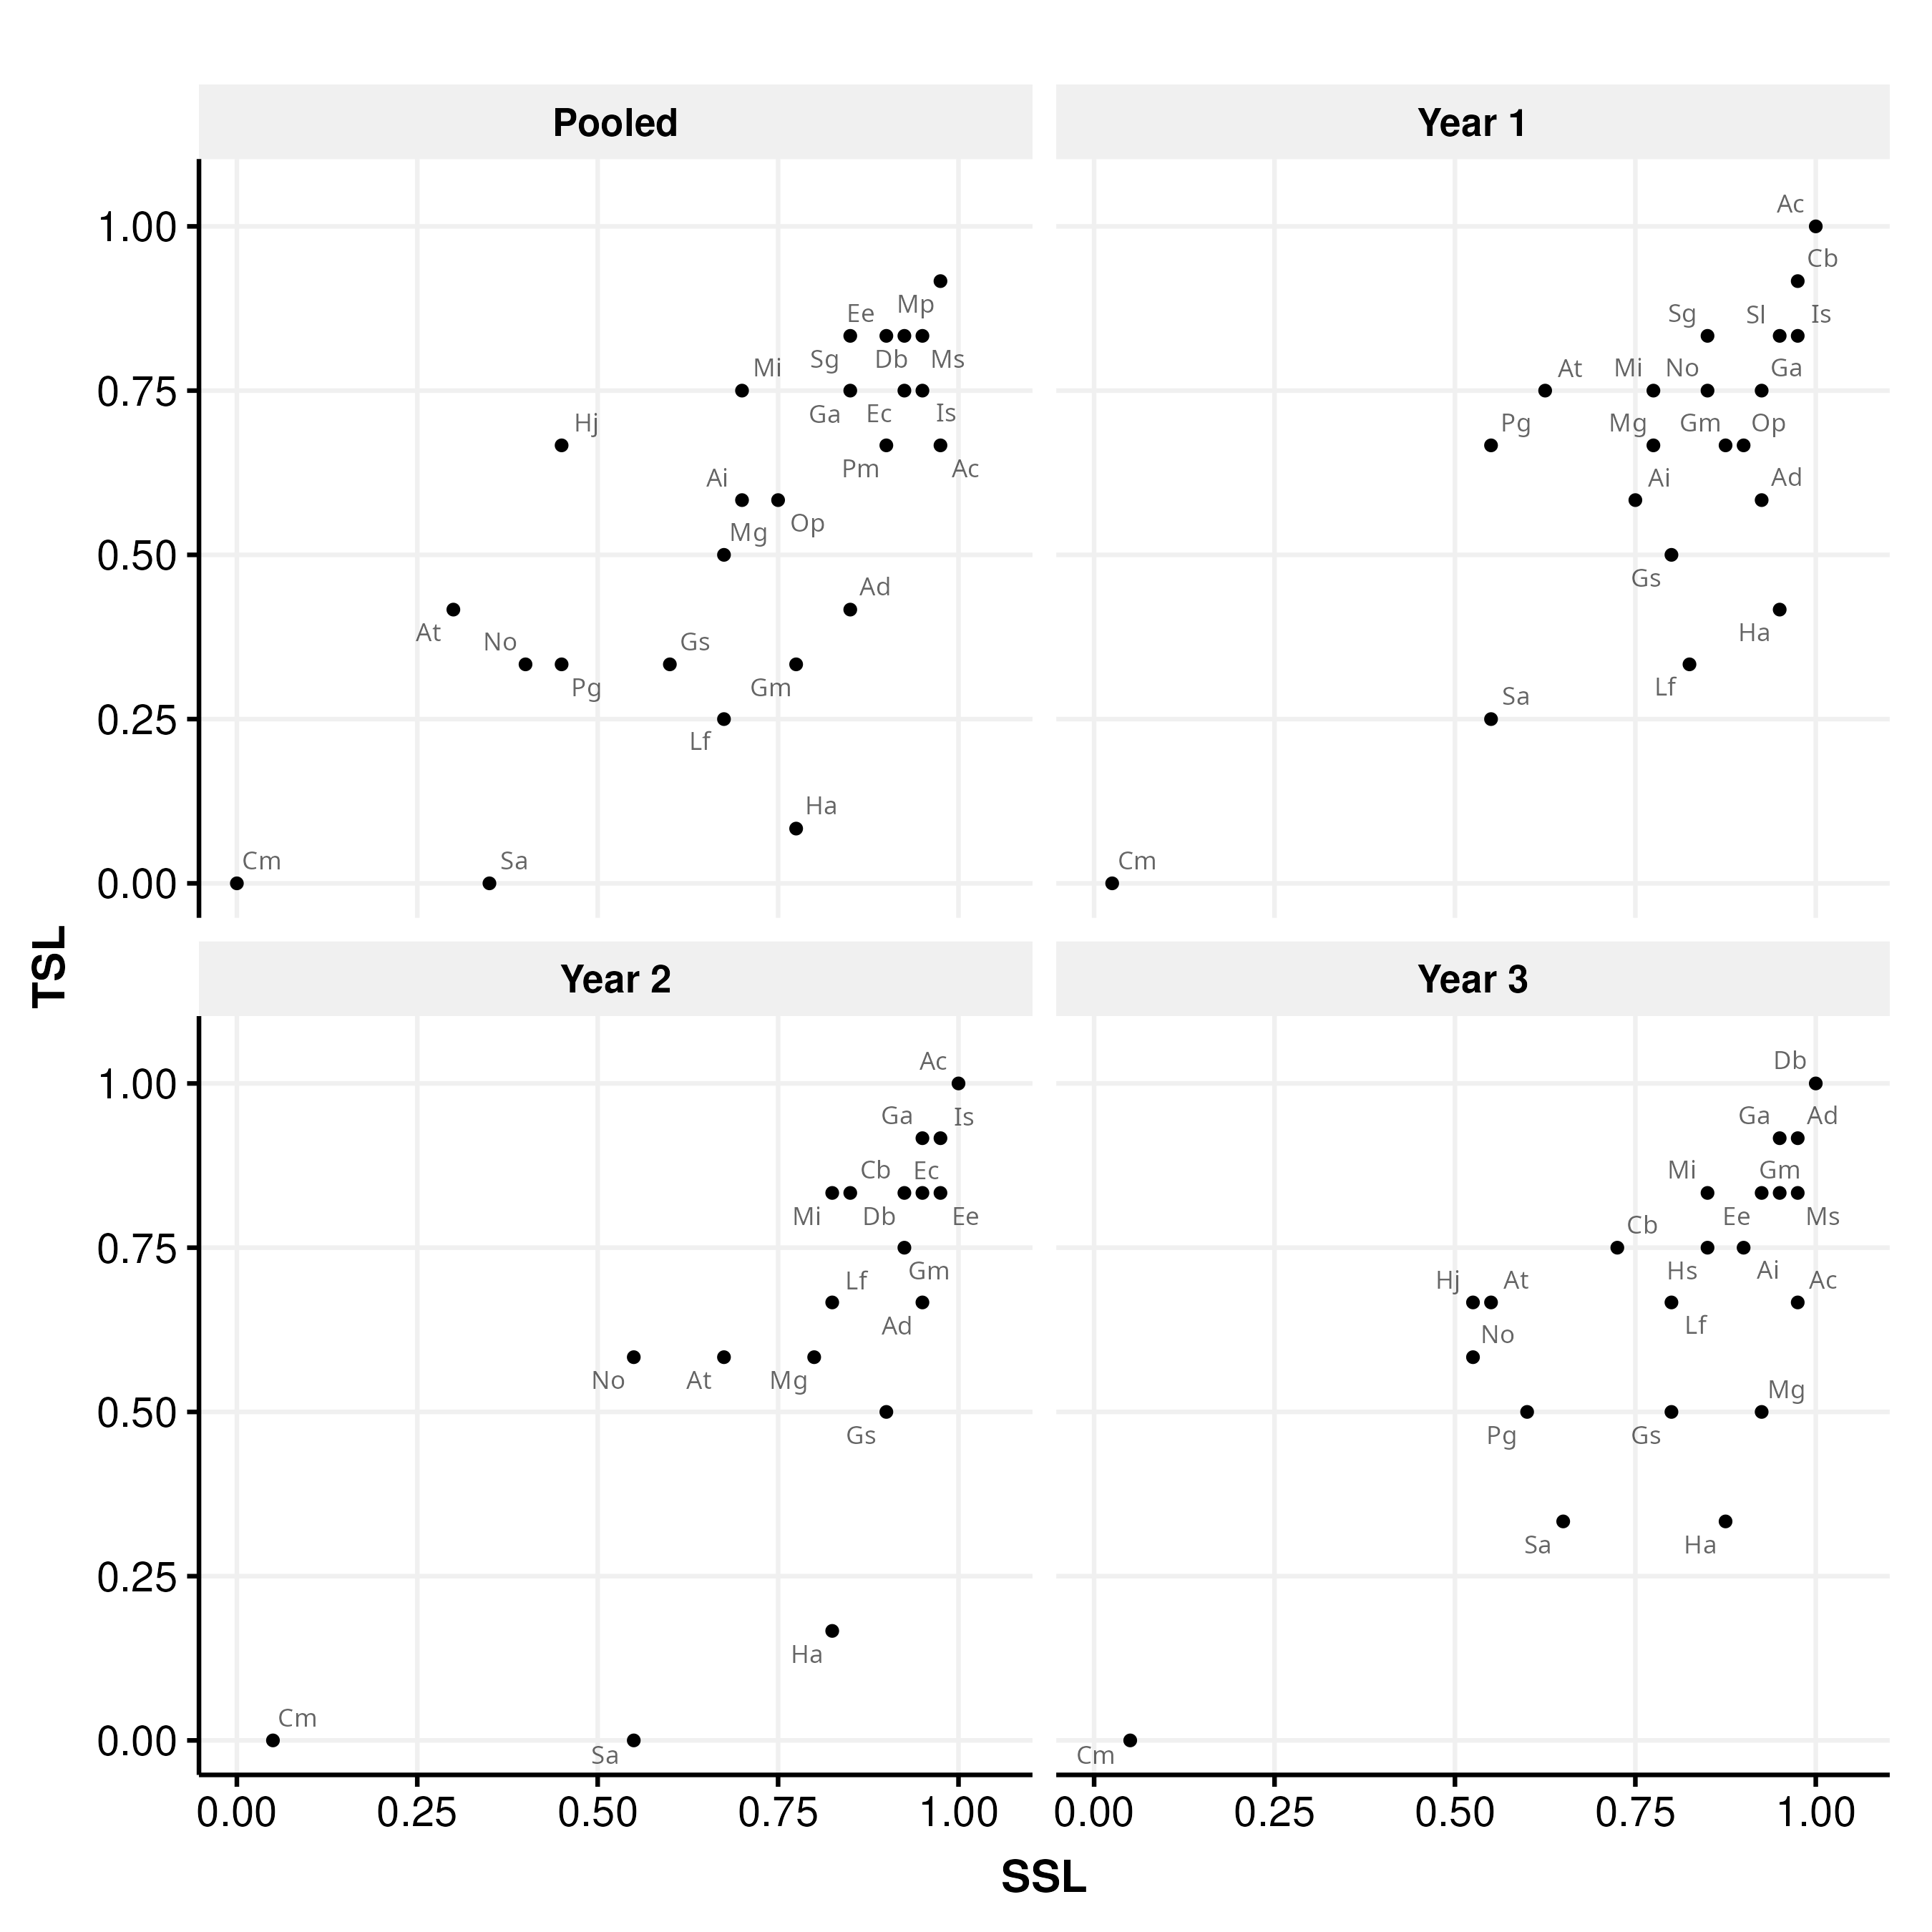 Pooled
Year 1
1.00
0.75
0.50
0.25
0.00
Mp
Ee
Sg
Db
Ms
Mi
Ga
Ec
Is
Hj
Pm
Ac
Ai
Mg
Op
Ad
At
No
Pg
Gs
Gm
Lf
Ha
Cm
Sa
Ac
Cb
Sg
Sl
Is
At
Mi
No
Ga
Pg
Mg
Gm
Op
Ai
Ad
Gs
Ha
Lf
Sa
Cm
TSL
Year 2
Year 3
1.00
0.75
0.50
0.25
0.00
Ac
Ga
Is
Cb
Ec
Mi
Db
Ee
Lf
Gm
Ad
No
At
Mg
Gs
Ha
Cm
Sa
Db
Ga
Ad
Mi
Gm
Cb
Ee
Ms
Hs
Ai
Hj
At
Ac
No
Lf
Mg
Pg
Gs
Sa
Ha
Cm
0.00 0.25 0.50 0.75 1.00
0.00 0.25 0.50 0.75 1.00
SSL